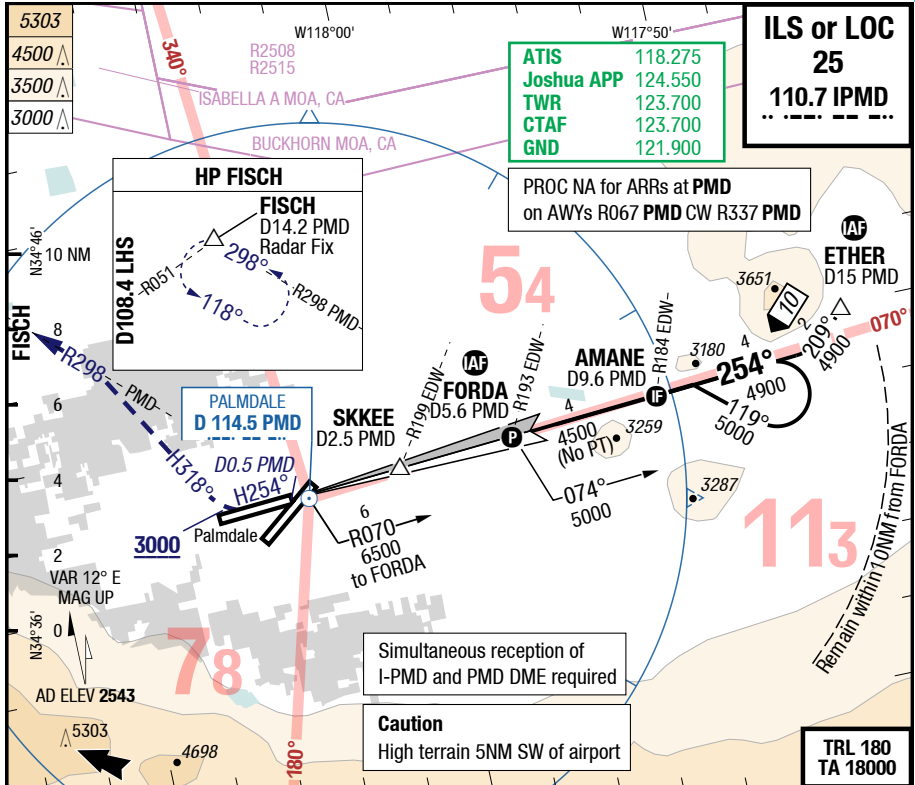 5303
4500
3500
3000
W118°00'
W117°50'
340°
R2508
R2515
ISABELLA A MOA, CA
BUCKHORN MOA, CA
ATIS 118.275
Joshua APP 124.550
TWR 123.700
CTAF 123.700
GND 121.900
ILS or LOC
25
110.7 IPMD
PROC NA for ARRs at PMD
on AWYs R067 PMD CW R337 PMD
HP FISCH
FISCH
D14.2 PMD
Radar Fix
D108.4 LHS
R051
298°
118°
R298 PMD
N34°46'
10 NM
8
6
4
2
0
N34°36'
54
IAF
ETHER
D15 PMD
3651
10
2
209°
4900
070°
FISCH
R298
PMD
H318°
PALMDALE
D 114.5 PMD
D0.5 PMD
H254°
SKKEE
D2.5 PMD
R199 EDW
IAF
FORDA
D5.6 PMD
R193 EDW
P
AMANE
D9.6 PMD
R184 EDW
IF
3180
4
254°
4900
119°
5000
4
4500
(No PT)
3259
3287
074°
5000
3000
Palmdale
6
R070
6500
to FORDA
113
Remain within 10NM from FORDA
VAR 12° E
MAG UP
78
AD ELEV 2543
5303
4698
180°
Simultaneous reception of
I-PMD and PMD DME required
Caution
High terrain 5NM SW of airport
TRL 180
TA 18000